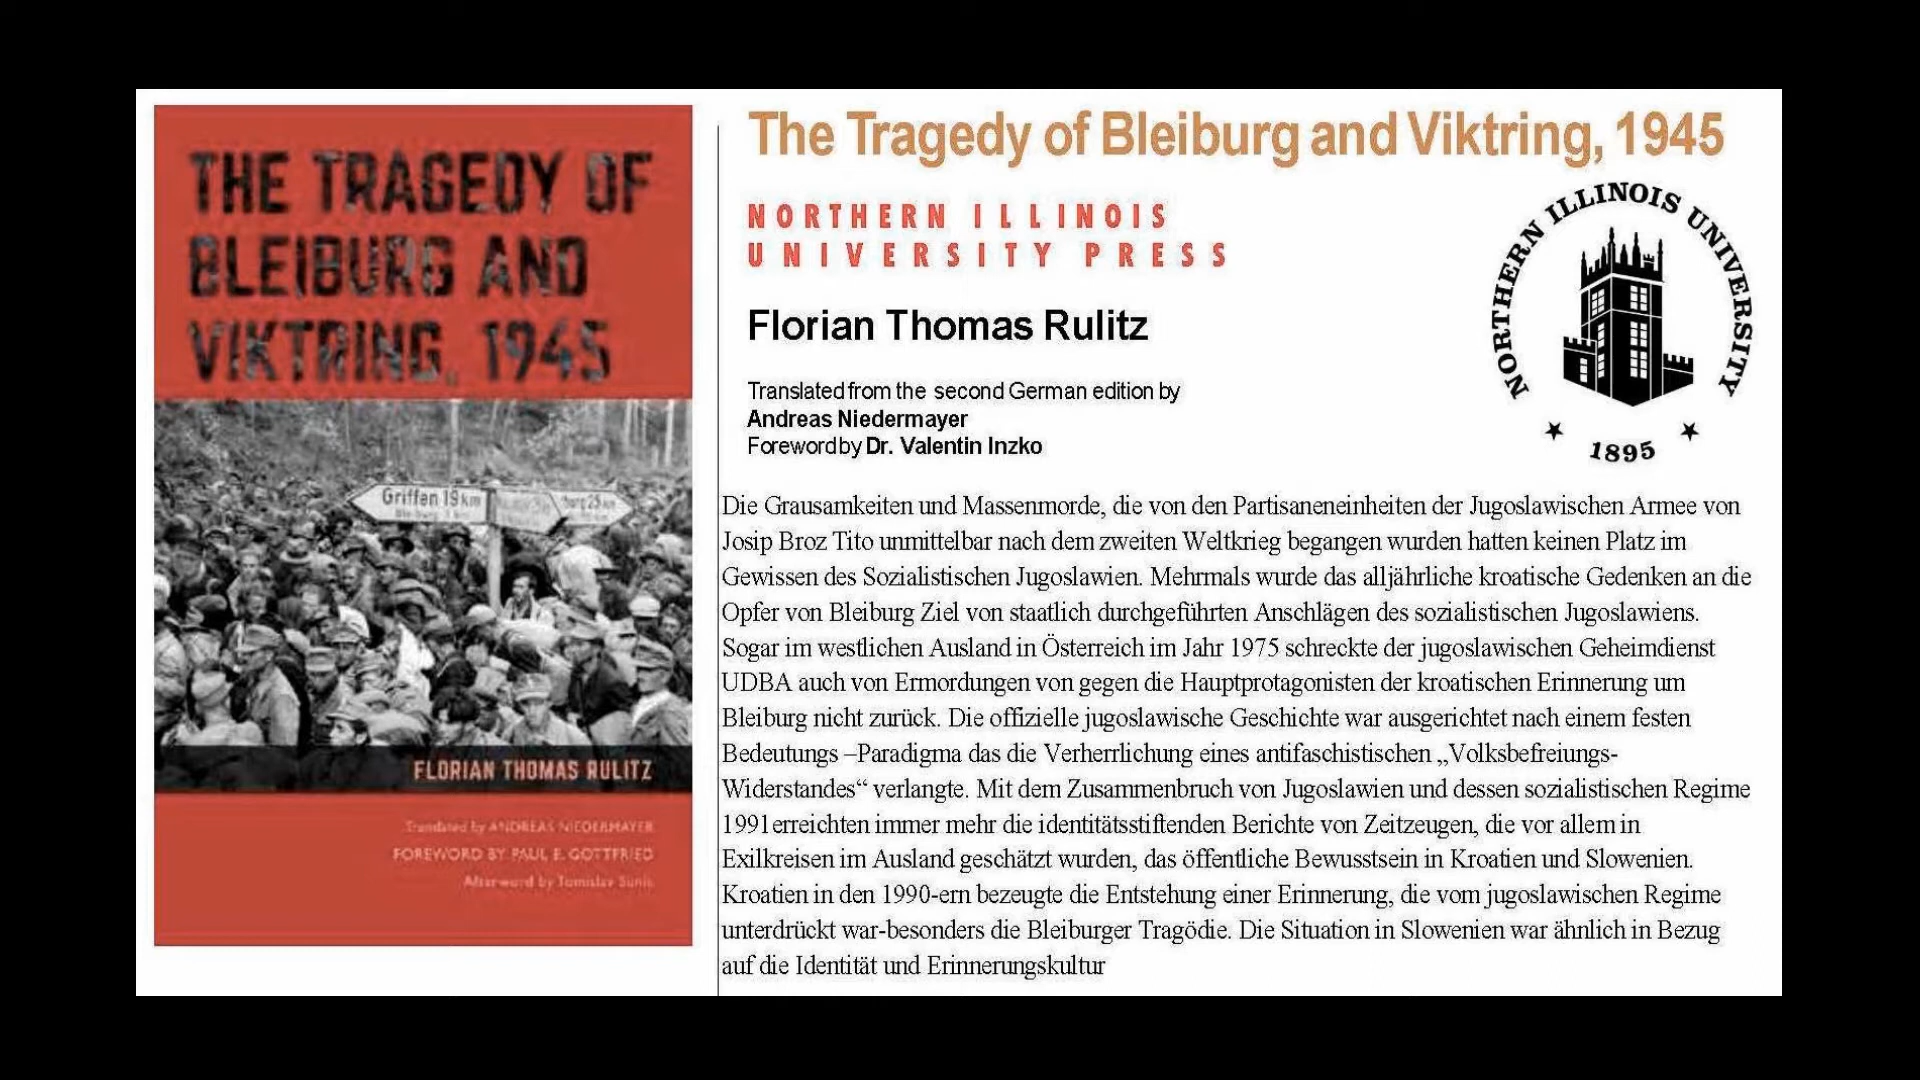 THE TRAGEDY OF
BLEIBURG AND
VIKTRING, 1945
Griffen 19 km
FLORIAN THOMAS RULITZ
Translated by ANDREAS NIEDERMAYER
FOREWORD BY PAUL E. GOTTFRIED
Afterword by Tomislav Sunic
The Tragedy of Bleiburg and Viktring, 1945
NORTHERN ILLINOIS
UNIVERSITY PRESS
NORTHERN ILLINOIS UNIVERSITY
1895
Florian Thomas Rulitz
Translated from the second German edition by
Andreas Niedermayer
Foreword by Dr. Valentin Inzko
Die Grausamkeiten und Massenmorde, die von den Partisaneneinheiten der Jugoslawischen Armee von
Josip Broz Tito unmittelbar nach dem zweiten Weltkrieg begangen wurden hatten keinen Platz im
Gewissen des Sozialistischen Jugoslawien. Mehrmals wurde das alljährliche kroatische Gedenken an die
Opfer von Bleiburg Ziel von staatlich durchgeführten Anschlägen des sozialistischen Jugoslawiens.
Sogar im westlichen Ausland in Österreich im Jahr 1975 schreckte der jugoslawischen Geheimdienst
UDBA auch von Ermordungen von gegen die Hauptprotagonisten der kroatischen Erinnerung um
Bleiburg nicht zurück. Die offizielle jugoslawische Geschichte war ausgerichtet nach einem festen
Bedeutungs –Paradigma das die Verherrlichung eines antifaschistischen „Volksbefreiungs-
Widerstandes“ verlangte. Mit dem Zusammenbruch von Jugoslawien und dessen sozialistischen Regime
1991 erreichten immer mehr die identitätsstiftenden Berichte von Zeitzeugen, die vor allem in
Exilkreisen im Ausland geschätzt wurden, das öffentliche Bewusstsein in Kroatien und Slowenien.
Kroatien in den 1990-ern bezeugte die Entstehung einer Erinnerung, die vom jugoslawischen Regime
unterdrückt war-besonders die Bleiburger Tragödie. Die Situation in Slowenien war ähnlich in Bezug
auf die Identität und Erinnerungskultur